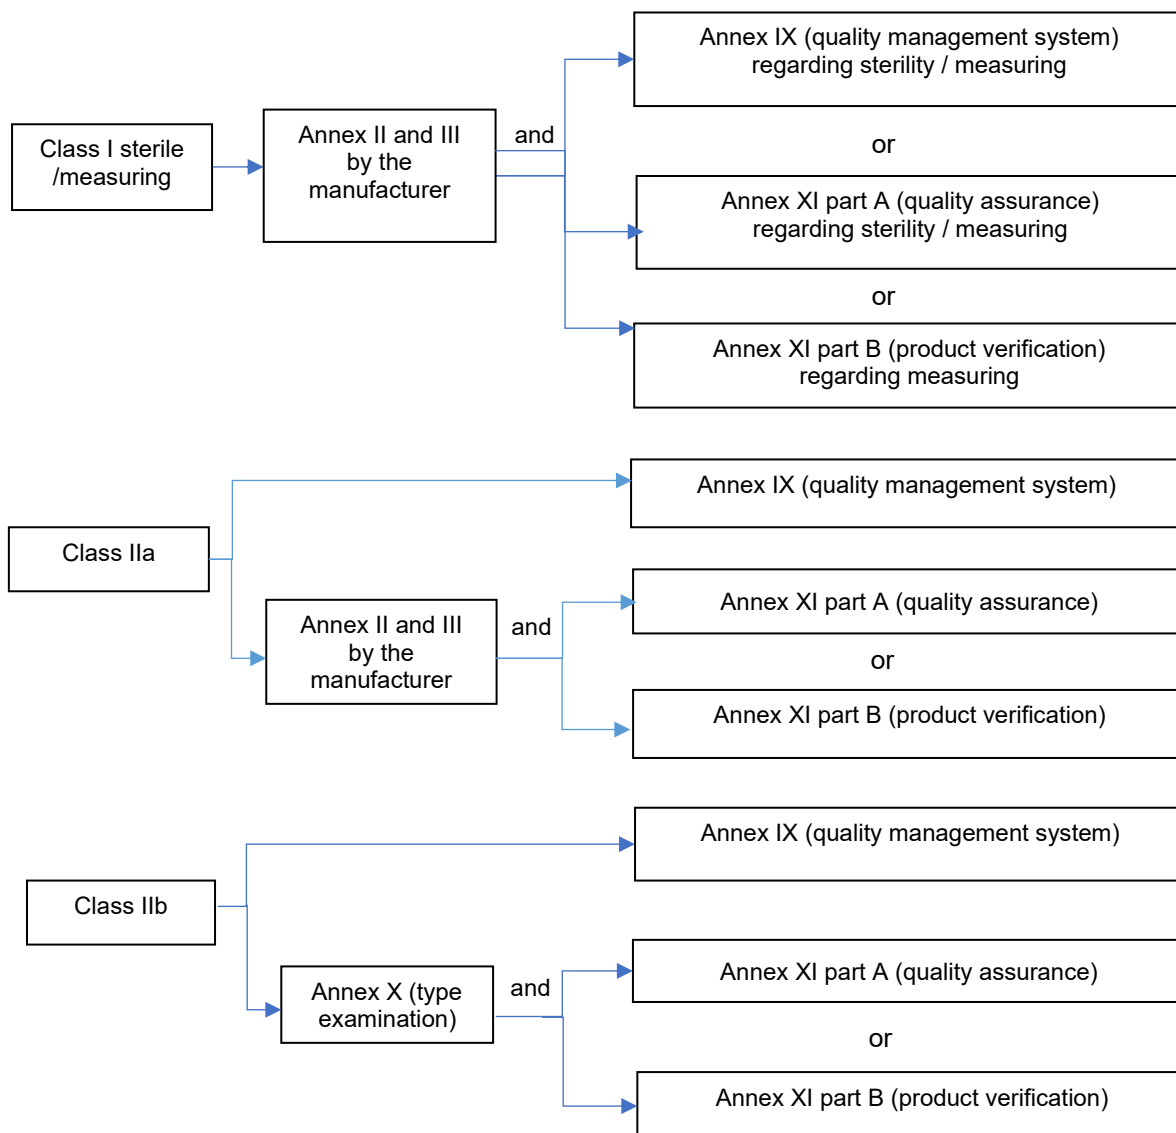 Class I sterile
/measuring
Annex II and III
by the
manufacturer
and
Annex IX (quality management system)
regarding sterility / measuring
or
Annex XI part A (quality assurance)
regarding sterility / measuring
or
Annex XI part B (product verification)
regarding measuring
Class IIa
Annex IX (quality management system)
Annex II and III
by the
manufacturer
and
Annex XI part A (quality assurance)
or
Annex XI part B (product verification)
Class IIb
Annex IX (quality management system)
Annex X (type
examination)
and
Annex XI part A (quality assurance)
or
Annex XI part B (product verification)